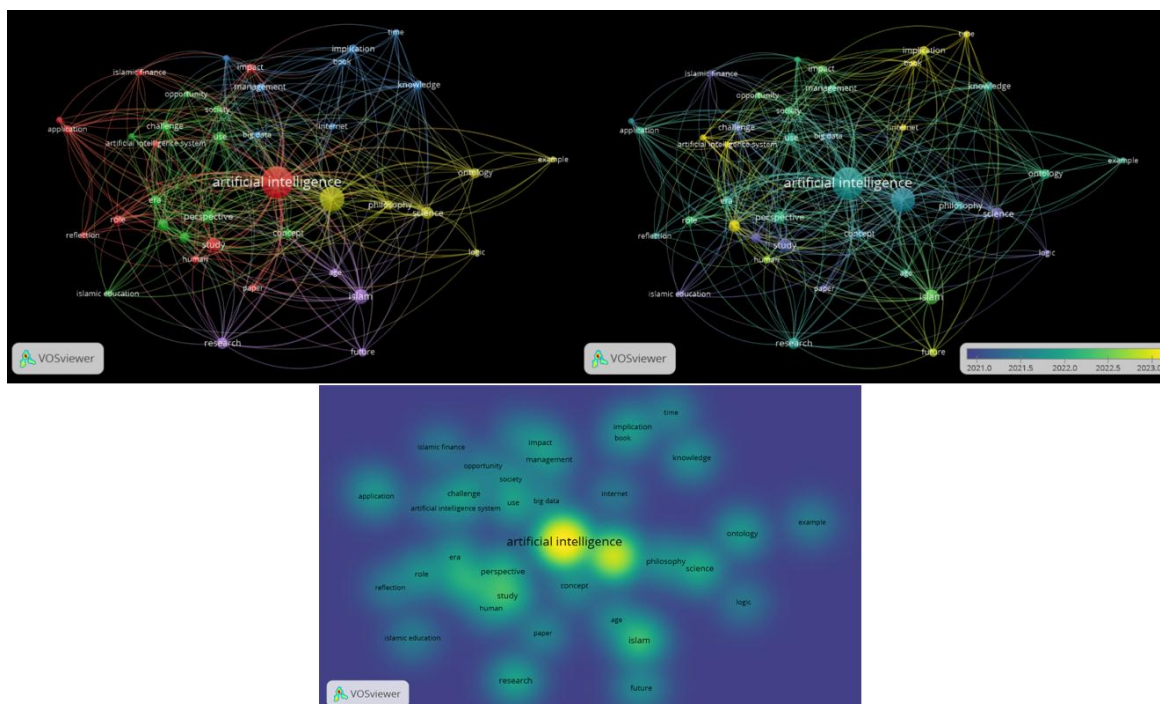 time
implication
book
impact
islamic finance
management
knowledge
opportunity
society
challenge
internet
application
use
big data
artificial intelligence system
example
ontology
artificial intelligence
era
philosophy
science
perspective
role
concept
reflection
study
logic
human
age
islamic education
paper
islam
research
future
VOSviewer
time
implication
book
islamic finance
impact
management
knowledge
opportunity
society
challenge
internet
application
use
big data
artificial intelligence system
example
ontology
artificial intelligence
era
philosophy
science
perspective
role
concept
reflection
study
logic
human
age
islamic education
paper
islam
research
future
VOSviewer
2021.0 2021.5 2022.0 2022.5 2023.0
time
implication
book
impact
islamic finance
management
knowledge
opportunity
society
application
challenge
internet
use
big data
artificial intelligence system
example
ontology
artificial intelligence
era
philosophy
science
role
perspective
reflection
concept
study
logic
human
age
islamic education
paper
islam
research
future
VOSviewer